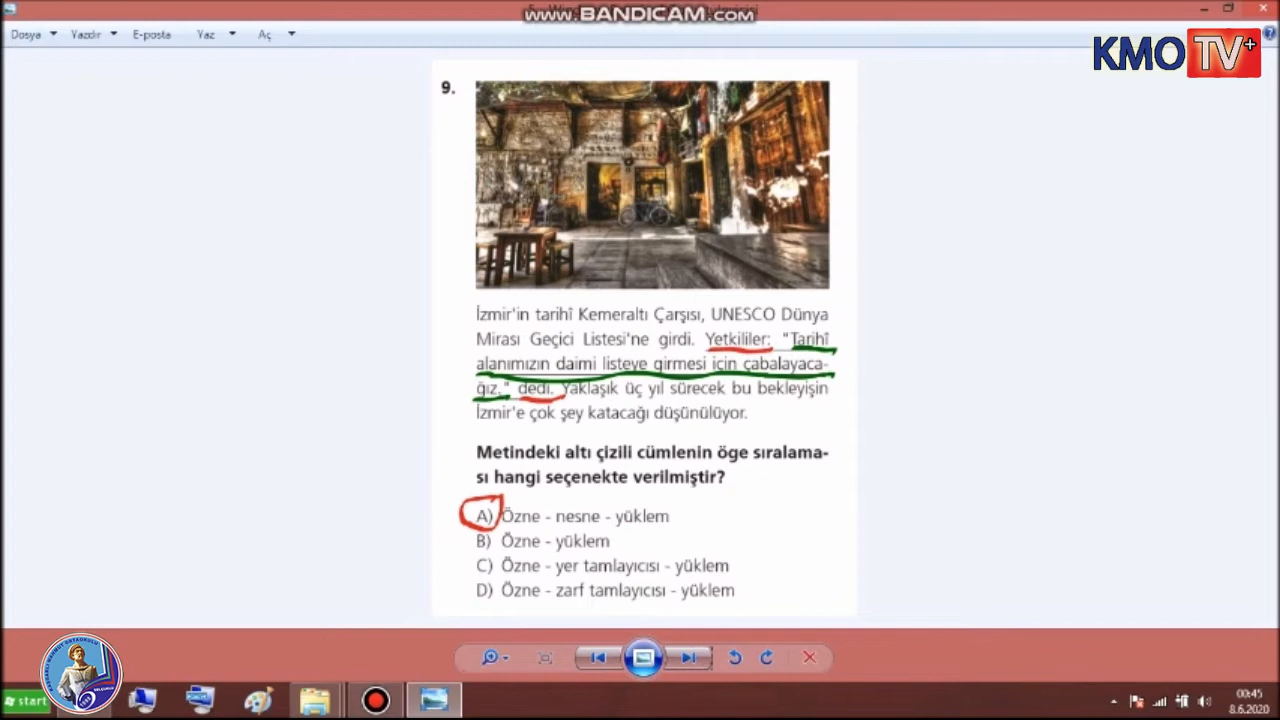 www.BANDICAM.com
Dosya Yazdır E-posta Yaz Aç
KMO TV+
9.
İzmir'in tarihî Kemeraltı Çarşısı, UNESCO Dünya
Mirası Geçici Listesi'ne girdi. Yetkililer: "Tarihî
alanımızın daimi listeye girmesi için çabalayaca-
ğız." dedi. Yaklaşık üç yıl sürecek bu bekleyişin
İzmir'e çok şey katacağı düşünülüyor.
Metindeki altı çizili cümlenin öge sıralama-
sı hangi seçenekte verilmiştir?
A) Özne - nesne - yüklem
B) Özne - yüklem
C) Özne - yer tamlayıcısı - yüklem
D) Özne - zarf tamlayıcısı - yüklem
start
00:45
8.6.2020